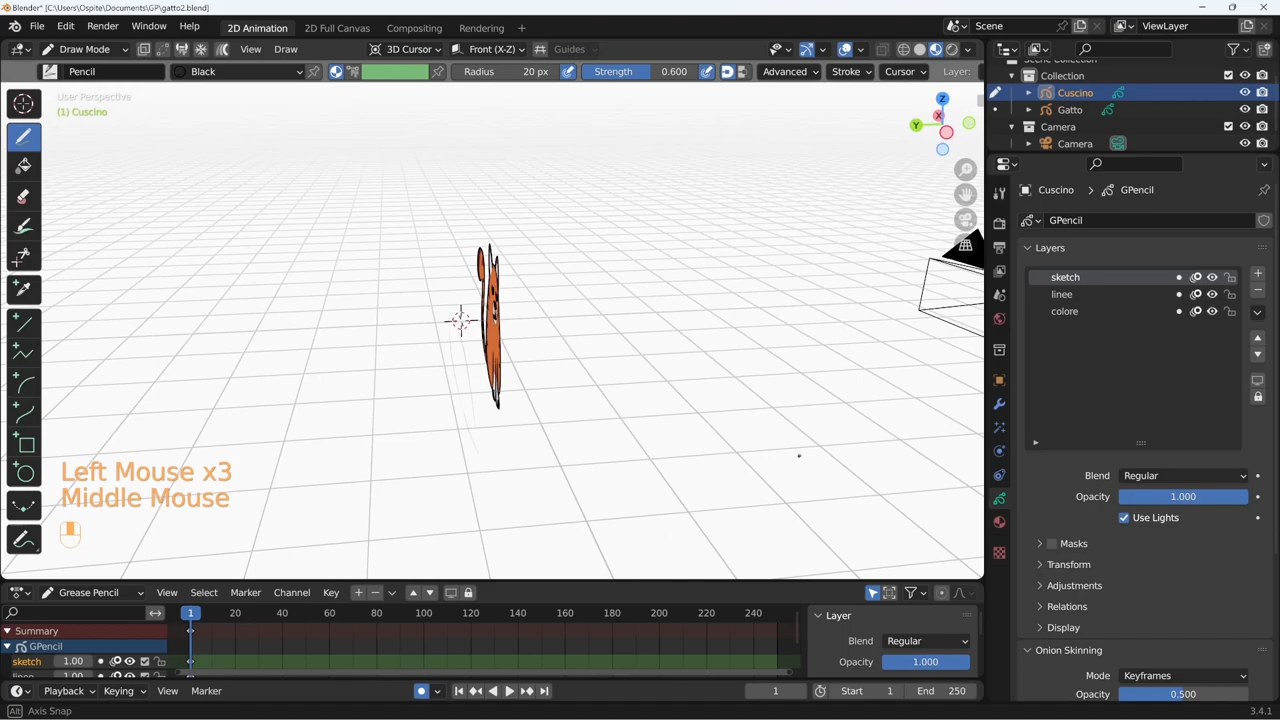 Blender* [C:\Users\Ospite\Documents\GP\gatto2.blend]
File Edit Render Window Help 2D Animation 2D Full Canvas Compositing Rendering + Scene ViewLayer
Draw Mode View Draw 3D Cursor Front (X-Z) Guides
Pencil Black Radius 20 px Strength 0.600 Advanced Stroke Cursor Layer:
User Perspective
(1) Cuscino
Z
X
Y
Scene Collection
Collection
Cuscino
Gatto
Camera
Camera
Cuscino GPencil
GPencil
Layers
sketch
linee
colore
Blend Regular
Opacity 1.000
Use Lights
Masks
Transform
Adjustments
Relations
Display
Onion Skinning
Mode Keyframes
Opacity 0.500
Left Mouse x3
Middle Mouse
Grease Pencil View Select Marker Channel Key
1 20 40 60 80 100 120 140 160 180 200 220 240
Summary
GPencil
sketch 1.00
linee 1.00
Layer
Blend Regular
Opacity 1.000
Playback Keying View Marker 1 Start 1 End 250
Alt Axis Snap 3.4.1